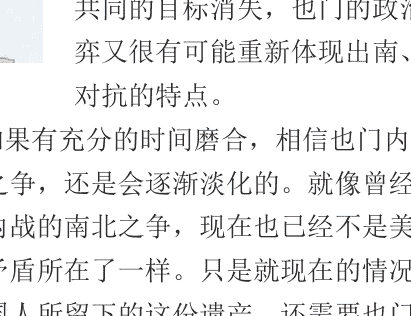 共同的目标消失，也门的政治
弈又很有可能重新体现出南、
对抗的特点。
如果有充分的时间磨合，相信也门内
之争，还是会逐渐淡化的。就像曾经
内战的南北之争，现在也已经不是美
矛盾所在了一样。只是就现在的情况
国人所留下的这份遗产，还需要也门